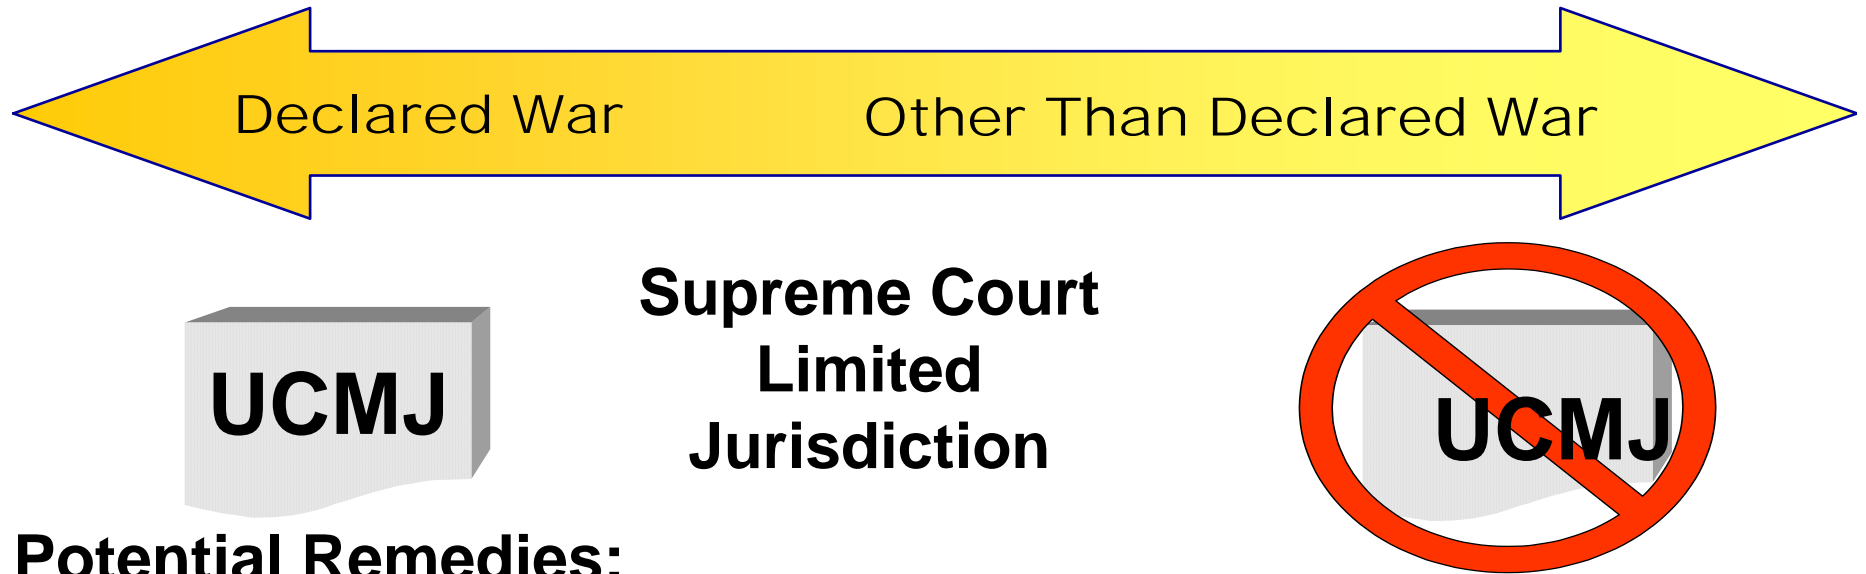 Declared War
Other Than Declared War
Supreme Court
Limited
Jurisdiction
UCMJ
UCMJ
Potential Remedies: